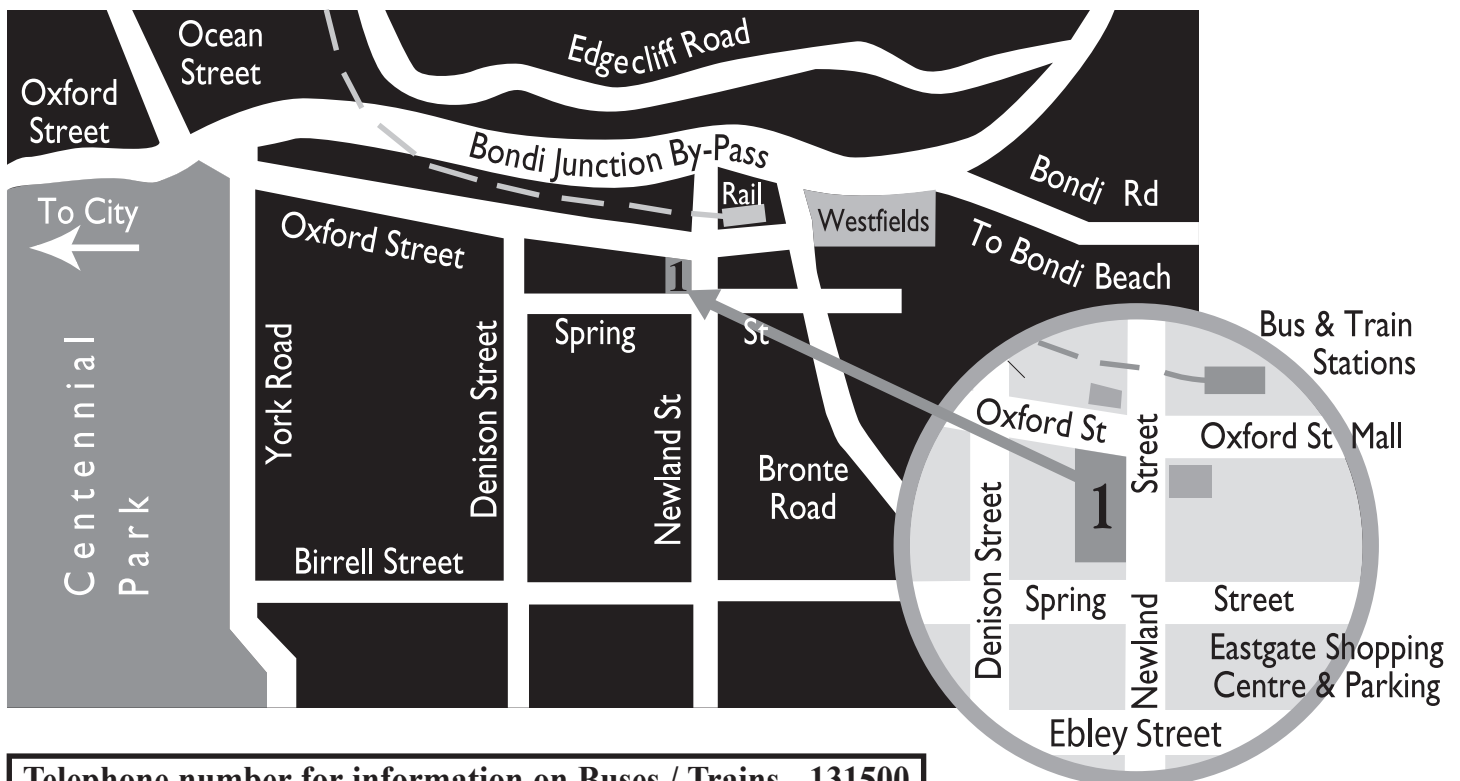 Ocean
Street
Edgecliff Road
Oxford
Street
Bondi Junction By-Pass
Bondi Rd
Rail
To City
Westfields
Oxford Street
To Bondi Beach
1
Spring St
York Road
Denison Street
Newland St
Centennial
Park
Bronte
Road
Birrell Street
Bus & Train
Stations
Oxford St
Oxford St Mall
1
Denison Street
Newland Street
Spring Street
Eastgate Shopping
Centre & Parking
Ebley Street
Telephone number for information on Buses / Trains 131500